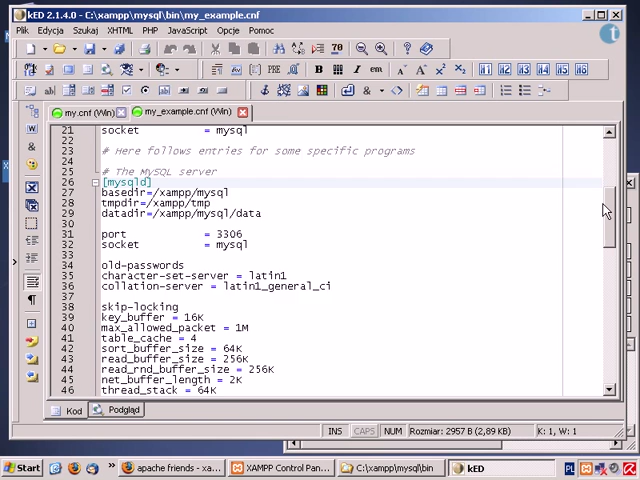 kED 2.1.4.0 - C:\xampp\mysql\bin\my_example.cnf
Plik Edycja Szukaj XHTML PHP JavaScript Opcje Pomoc
my.cnf (Win) my_example.cnf (Win)
21 socket = mysql
22
23 # Here follows entries for some specific programs
24
25 # The MySQL server
26 [mysqld]
27 basedir=/xampp/mysql
28 tmpdir=/xampp/tmp
29 datadir=/xampp/mysql/data
30
31 port = 3306
32 socket = mysql
33
34 old-passwords
35 character-set-server = latin1
36 collation-server = latin1_general_ci
37
38 skip-locking
39 key_buffer = 16K
40 max_allowed_packet = 1M
41 table_cache = 4
42 sort_buffer_size = 64K
43 read_buffer_size = 256K
44 read_rnd_buffer_size = 256K
45 net_buffer_length = 2K
46 thread_stack = 64K
Kod Podgląd
INS CAPS NUM Rozmiar: 2957 B (2,89 KB) K: 1, W: 1
Start apache friends - xa... XAMPP Control Pan... C:\xampp\mysql\bin kED PL